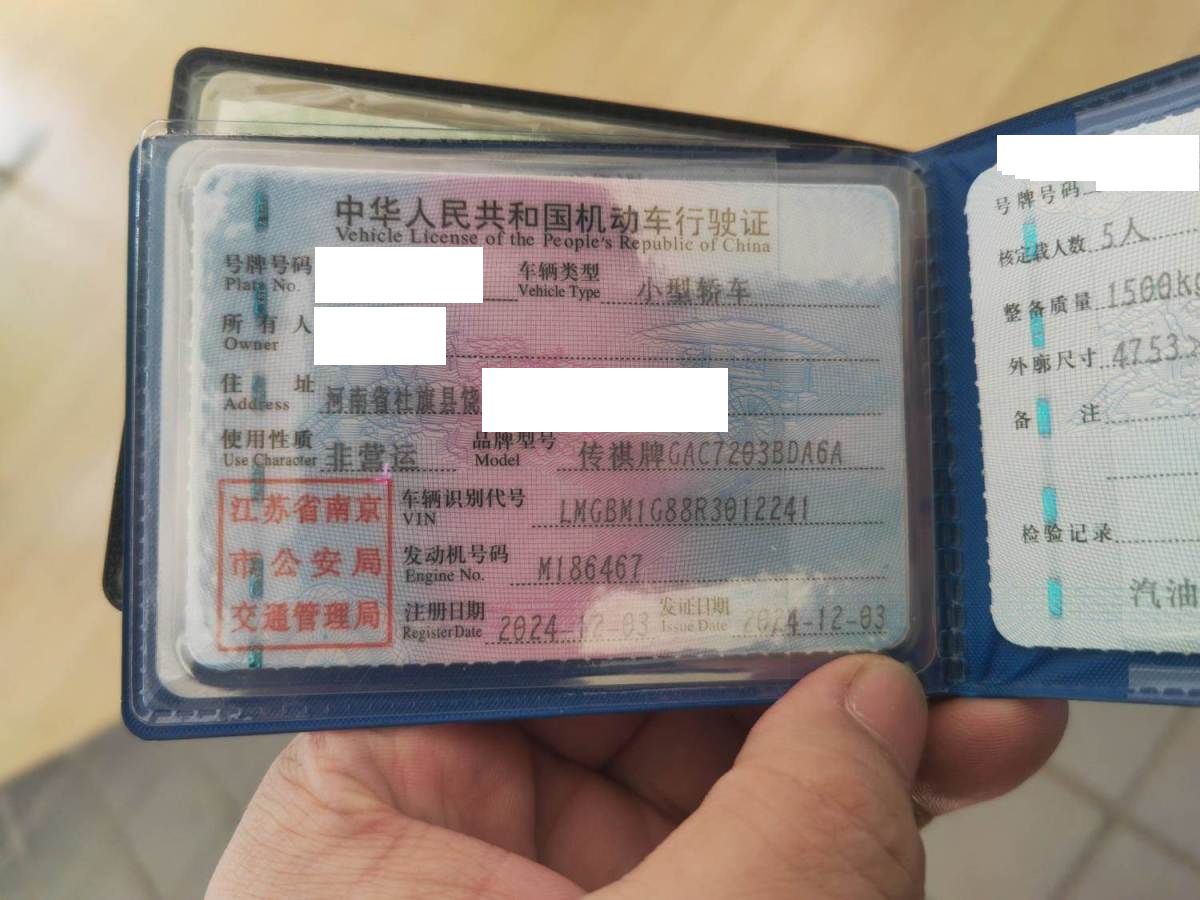 中华人民共和国机动车行驶证
Vehicle License of the People's Republic of China
号牌号码 车辆类型 小型轿车
Plate No. Vehicle Type
所有人
Owner
住址 河南省社旗县饶
Address
使用性质 非营运 品牌型号 传祺牌GAC7203BDA6A
Use Character Model
江苏省南京
市公安局
交通管理局
车辆识别代号 LMGBM1G88R3012241
VIN
发动机号码 M186467
Engine No.
注册日期 2024-12-03 发证日期 2024-12-03
Register Date Issue Date
号牌号码
核定载人数 5人
整备质量 1500kg
外廓尺寸 4753×
备注
检验记录
汽油